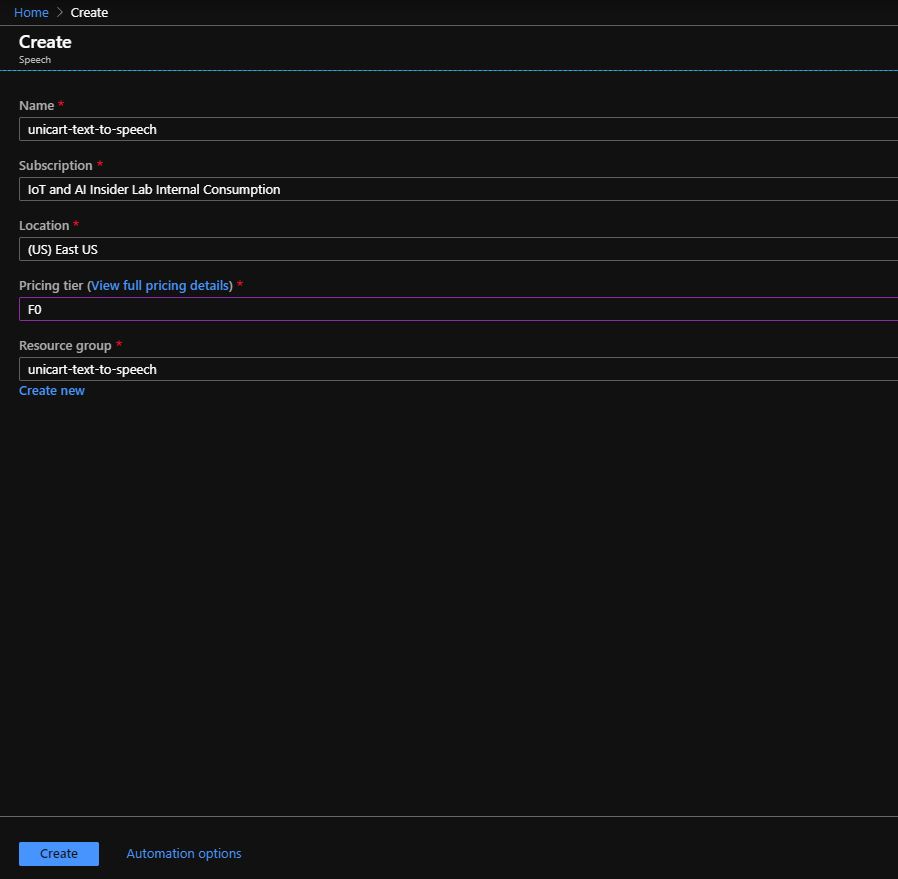 Home > Create
Create
Speech
Name *
unicart-text-to-speech
Subscription *
IoT and AI Insider Lab Internal Consumption
Location *
(US) East US
Pricing tier (View full pricing details) *
F0
Resource group *
unicart-text-to-speech
Create new
Create Automation options